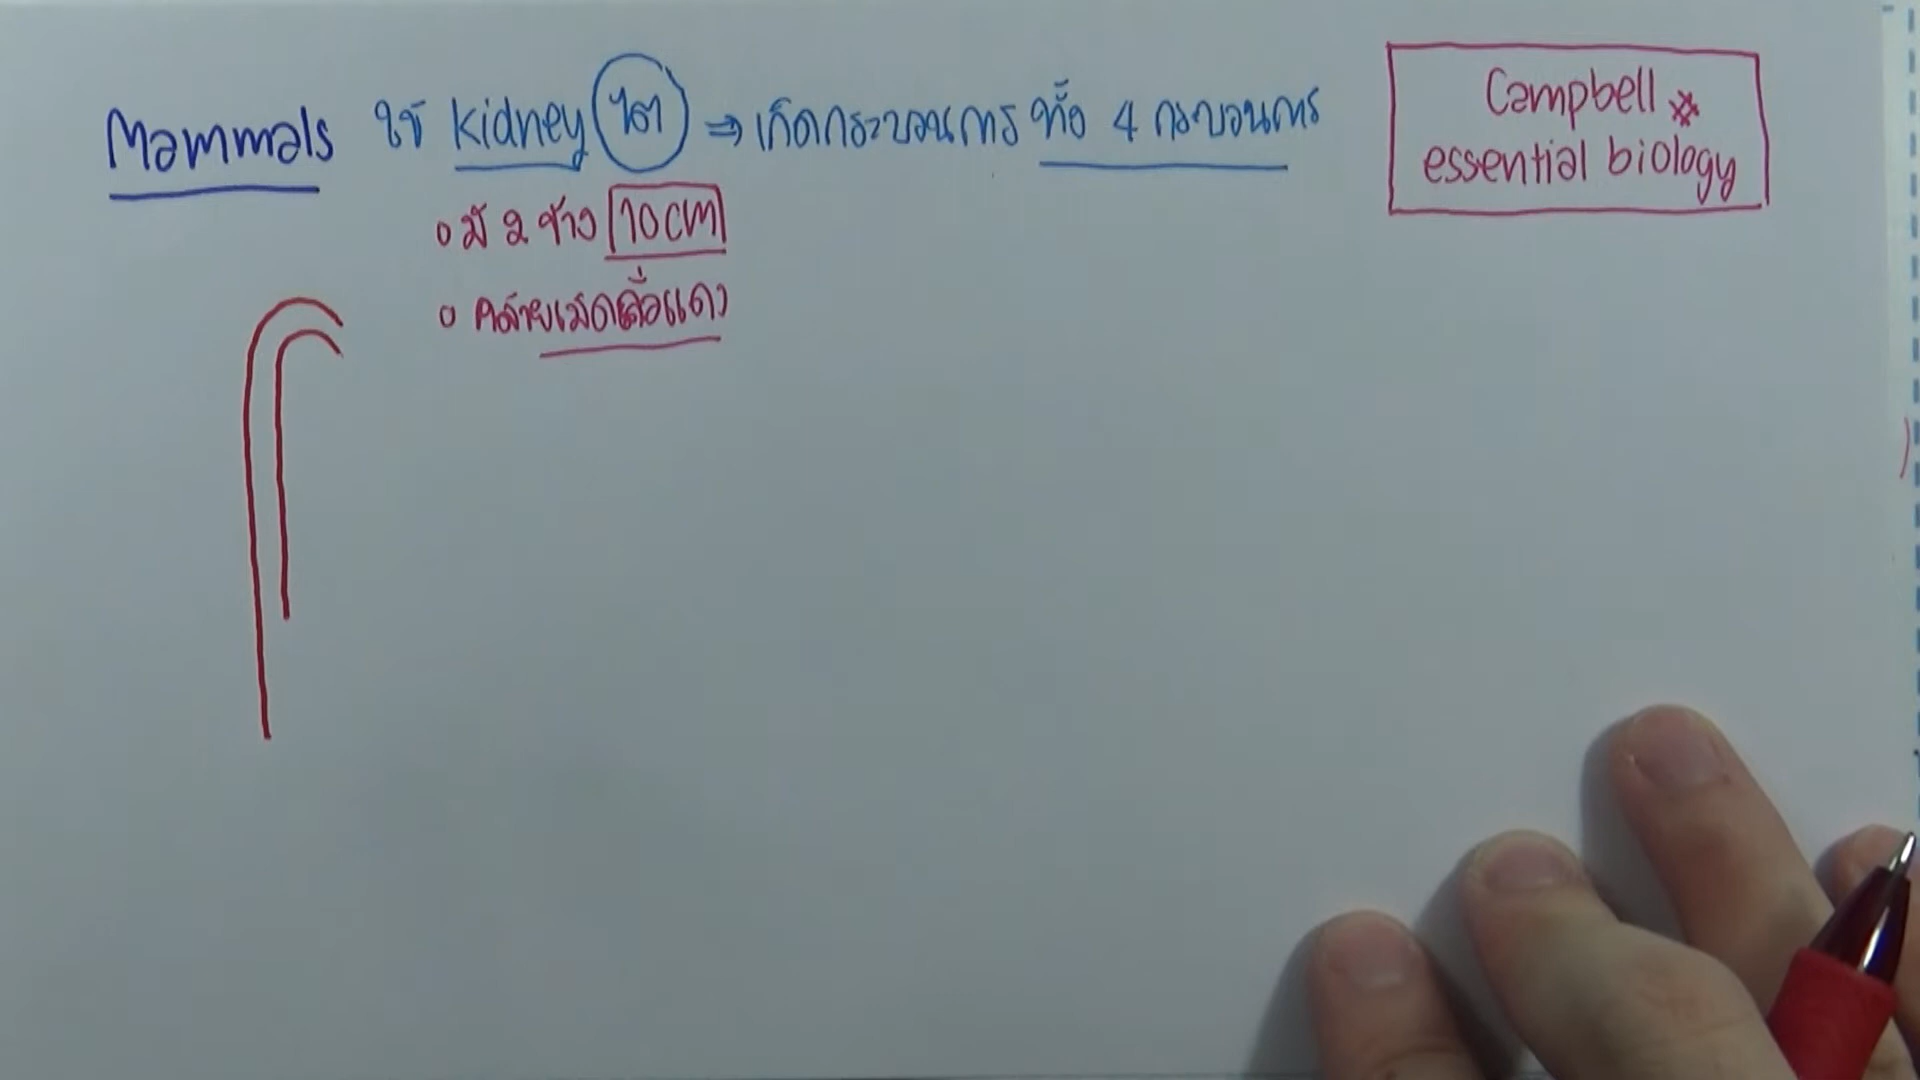 Mammals ใช้ kidney ไต ⇒ เกิดกระบวนการ ทั้ง 4 กระบวนการ
Campbell
essential biology
มี 2 ข้าง 10 cm
คล้ายเม็ดถั่วแดง